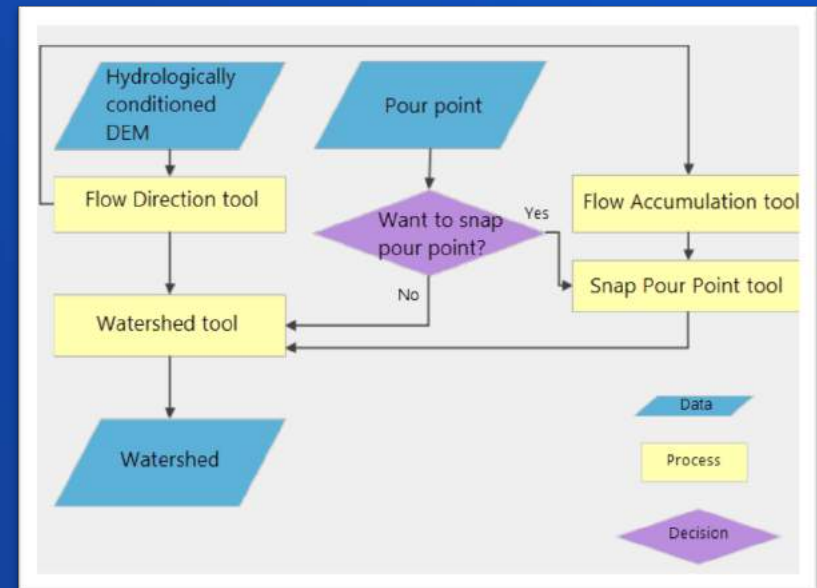 Hydrologically
conditioned
DEM
Pour point
Flow Direction tool
Want to snap
pour point?
Yes
Flow Accumulation tool
Snap Pour Point tool
No
Watershed tool
Watershed
Data
Process
Decision